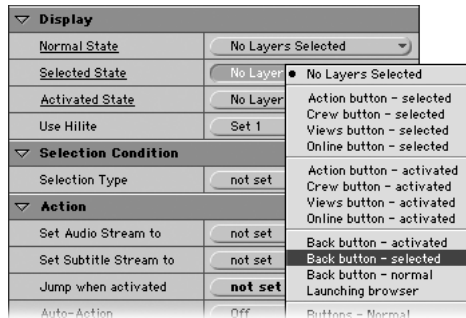 Display
Normal State No Layers Selected
Selected State No Layer
Activated State No Layer
Use Hilite Set 1
Selection Condition
Selection Type not set
Action
Set Audio Stream to not set
Set Subtitle Stream to not set
Jump when activated not set
Auto-Action Off
No Layers Selected
Action button - selected
Crew button - selected
Views button - selected
Online button - selected
Action button - activated
Crew button - activated
Views button - activated
Online button - activated
Back button - activated
Back button - selected
Back button - normal
Launching browser
Buttons - Normal